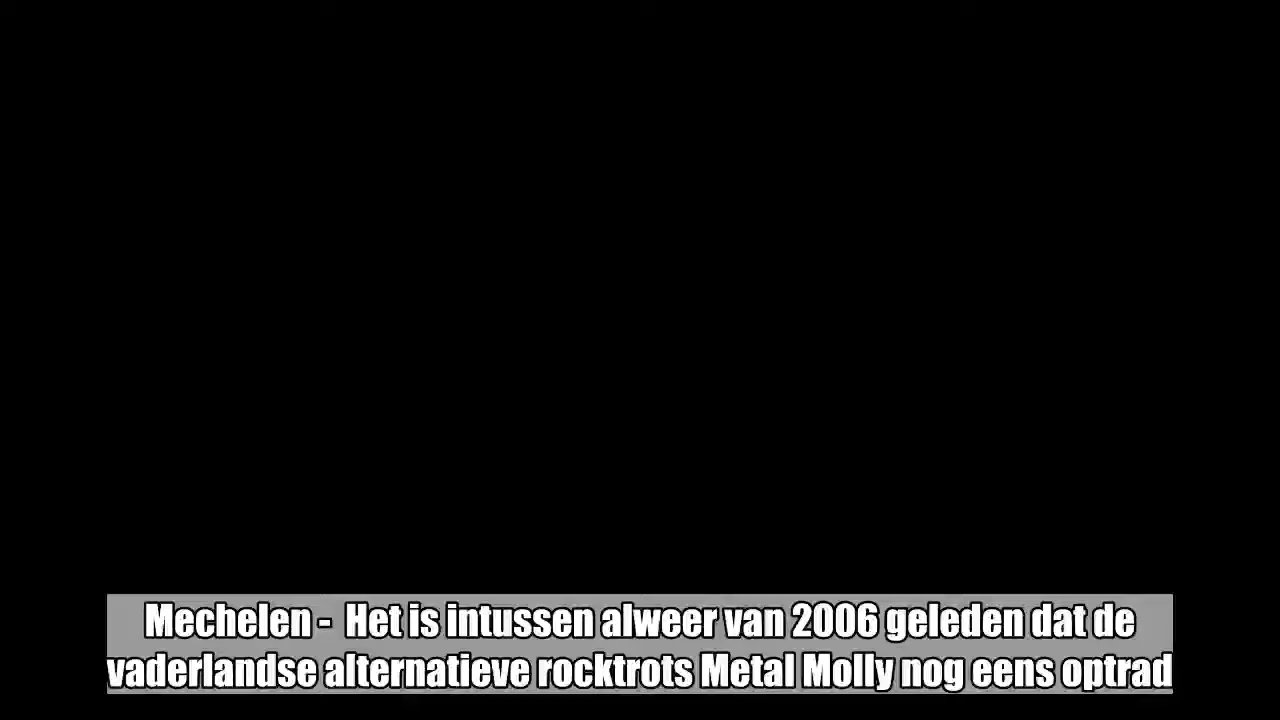 Mechelen -  Het is intussen alweer van 2006 geleden dat de
vaderlandse alternatieve rocktrots Metal Molly nog eens optrad